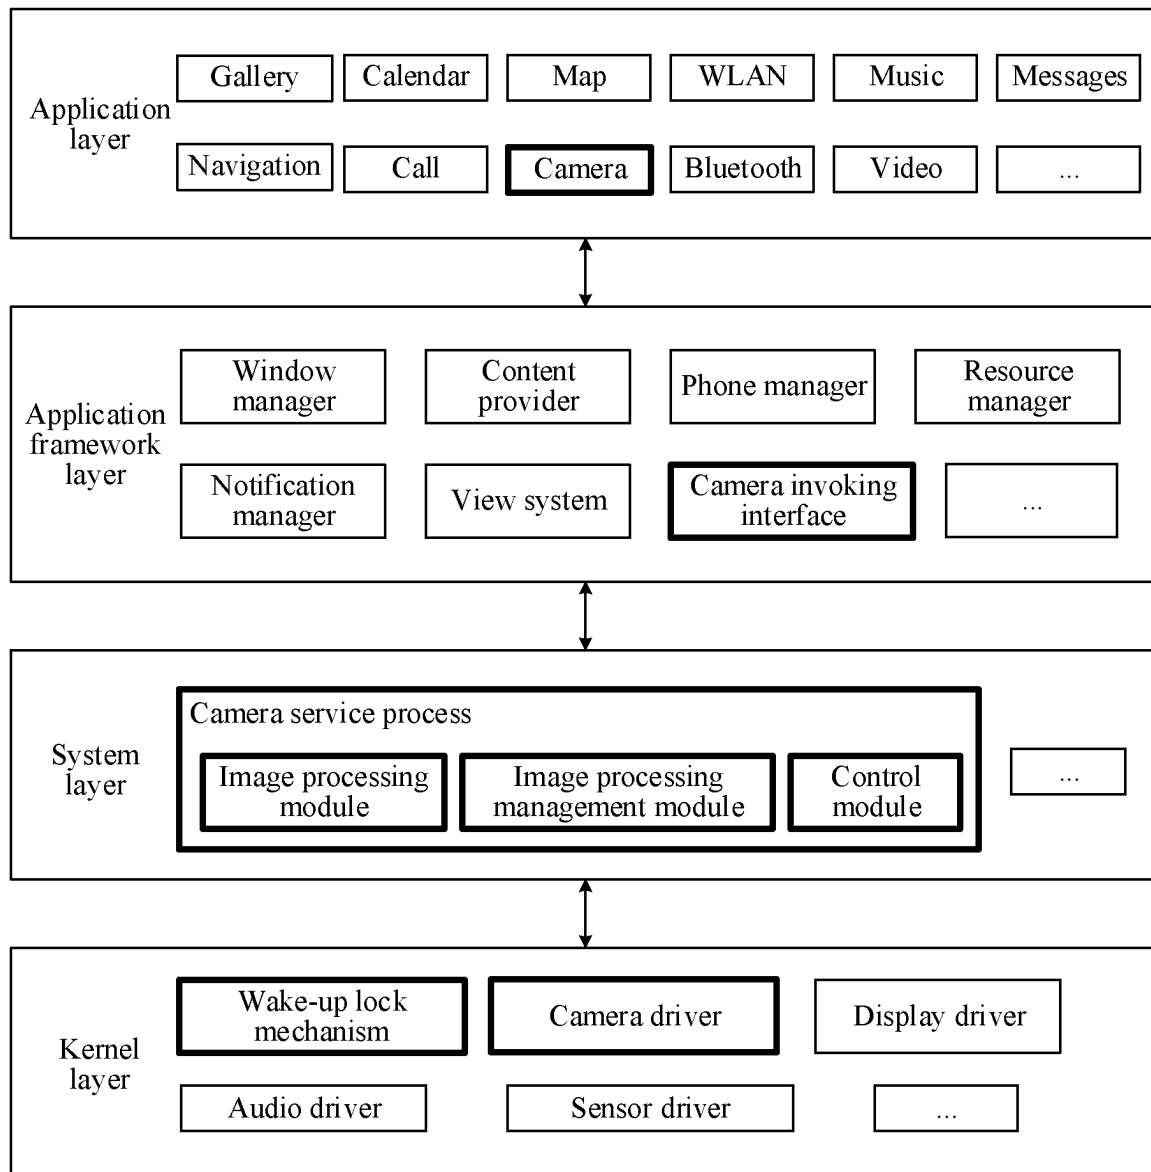 Application
layer
Gallery
Calendar
Map
WLAN
Music
Messages
Navigation
Call
Camera
Bluetooth
Video
...
Application
framework
layer
Window
manager
Content
provider
Phone manager
Resource
manager
Notification
manager
View system
Camera invoking
interface
...
System
layer
Camera service process
Image processing
module
Image processing
management module
Control
module
...
Kernel
layer
Wake-up lock
mechanism
Camera driver
Display driver
Audio driver
Sensor driver
...